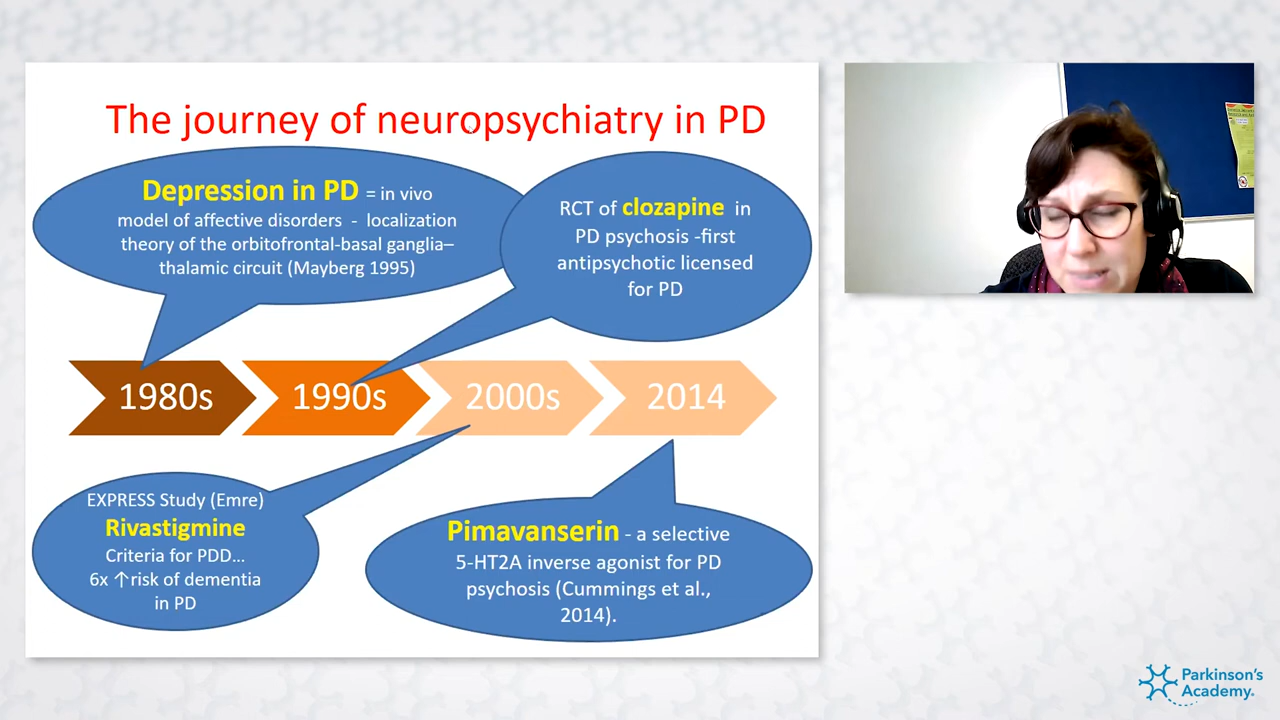 The journey of neuropsychiatry in PD
Depression in PD = in vivo
model of affective disorders - localization
theory of the orbitofrontal-basal ganglia–
thalamic circuit (Mayberg 1995)
RCT of clozapine in
PD psychosis -first
antipsychotic licensed
for PD
1980s
1990s
2000s
2014
EXPRESS Study (Emre)
Rivastigmine
Criteria for PDD...
6x ↑risk of dementia
in PD
Pimavanserin - a selective
5-HT2A inverse agonist for PD
psychosis (Cummings et al.,
2014).
Parkinson's
Academy.